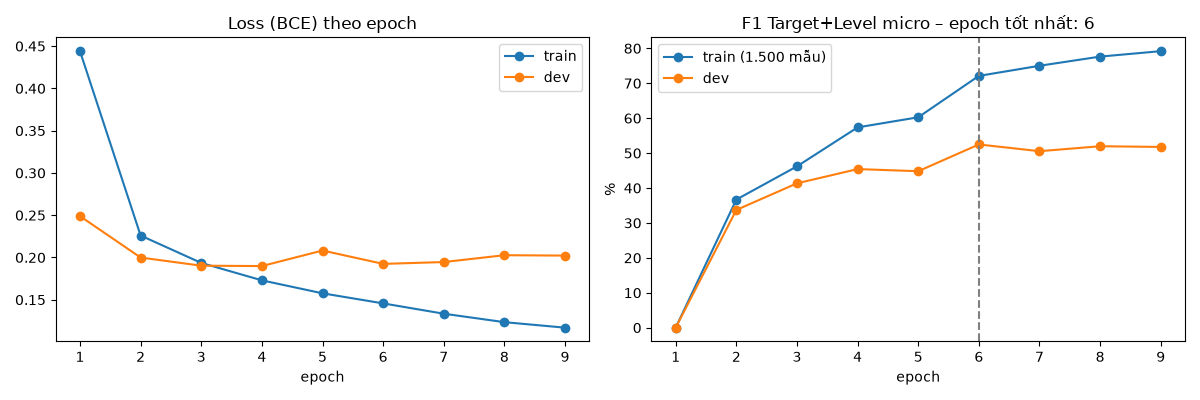 Loss (BCE) theo epoch
0.45
0.40
0.35
0.30
0.25
0.20
0.15
train
dev
1 2 3 4 5 6 7 8 9
epoch
F1 Target+Level micro – epoch tốt nhất: 6
80
70
60
50
40
30
20
10
0
%
train (1.500 mẫu)
dev
1 2 3 4 5 6 7 8 9
epoch